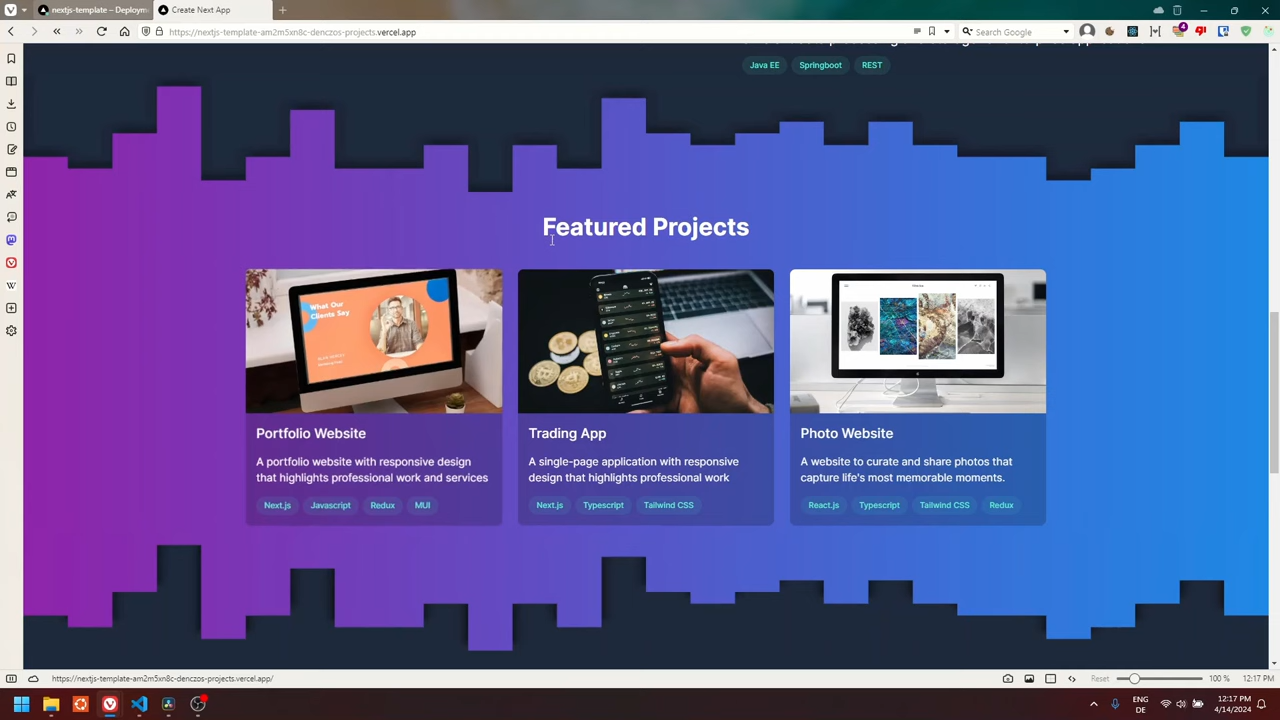 nextjs-template – Deploym
Create Next App
https://nextjs-template-am2m5xn8c-denczos-projects.vercel.app
Search Google
4
Java EE
Springboot
REST
Featured Projects
What Our
Clients Say
Portfolio Website
A portfolio website with responsive design
that highlights professional work and services
Next.js
Javascript
Redux
MUI
Trading App
A single-page application with responsive
design that highlights professional work
Next.js
Typescript
Tailwind CSS
Photo Website
A website to curate and share photos that
capture life's most memorable moments.
React.js
Typescript
Tailwind CSS
Redux
https://nextjs-template-am2m5xn8c-denczos-projects.vercel.app/
Reset
100 %
12:17 PM
ENG
DE
12:17 PM
4/14/2024